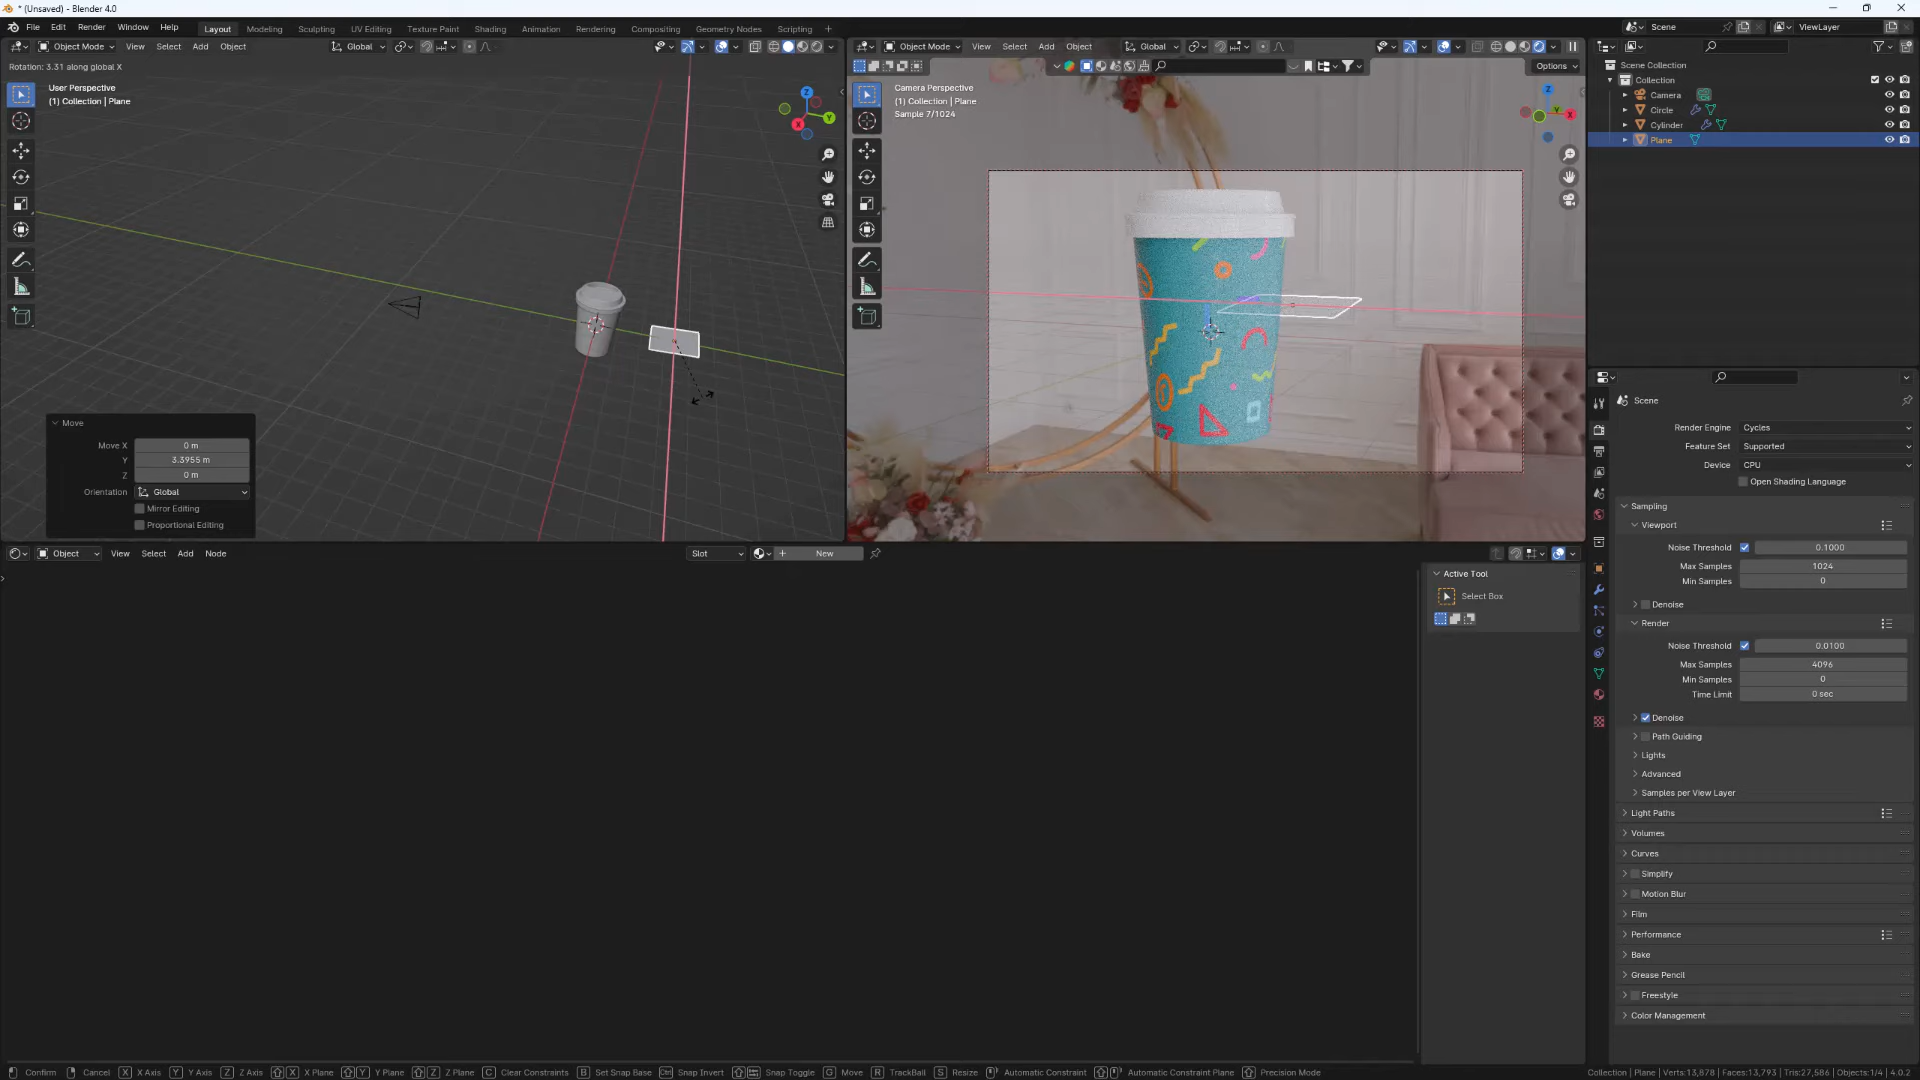 * (Unsaved) - Blender 4.0
File Edit Render Window Help Layout Modeling Sculpting UV Editing Texture Paint Shading Animation Rendering Compositing Geometry Nodes Scripting + Scene ViewLayer
Object Mode View Select Add Object Global
Object Mode View Select Add Object Global
Rotation: 3.31 along global X
Options
User Perspective
(1) Collection | Plane
Camera Perspective
(1) Collection | Plane
Sample 7/1024
Scene Collection
Collection
Camera
Circle
Cylinder
Plane
Move
Move X 0 m
Y 3.3955 m
Z 0 m
Orientation Global
Mirror Editing
Proportional Editing
Object View Select Add Node Slot New
Active Tool
Select Box
Scene
Render Engine Cycles
Feature Set Supported
Device CPU
Open Shading Language
Sampling
Viewport
Noise Threshold 0.1000
Max Samples 1024
Min Samples 0
Denoise
Render
Noise Threshold 0.0100
Max Samples 4096
Min Samples 0
Time Limit 0 sec
Denoise
Path Guiding
Lights
Advanced
Samples per View Layer
Light Paths
Volumes
Curves
Simplify
Motion Blur
Film
Performance
Bake
Grease Pencil
Freestyle
Color Management
Confirm Cancel X X Axis Y Y Axis Z Z Axis X X Plane Y Y Plane Z Z Plane C Clear Constraints B Set Snap Base Ctrl Snap Invert Snap Toggle G Move R TrackBall S Resize Automatic Constraint Automatic Constraint Plane Precision Mode
Collection | Plane | Verts:13,878 | Faces:13,793 | Tris:27,586 | Objects:1/4 | 4.0.2